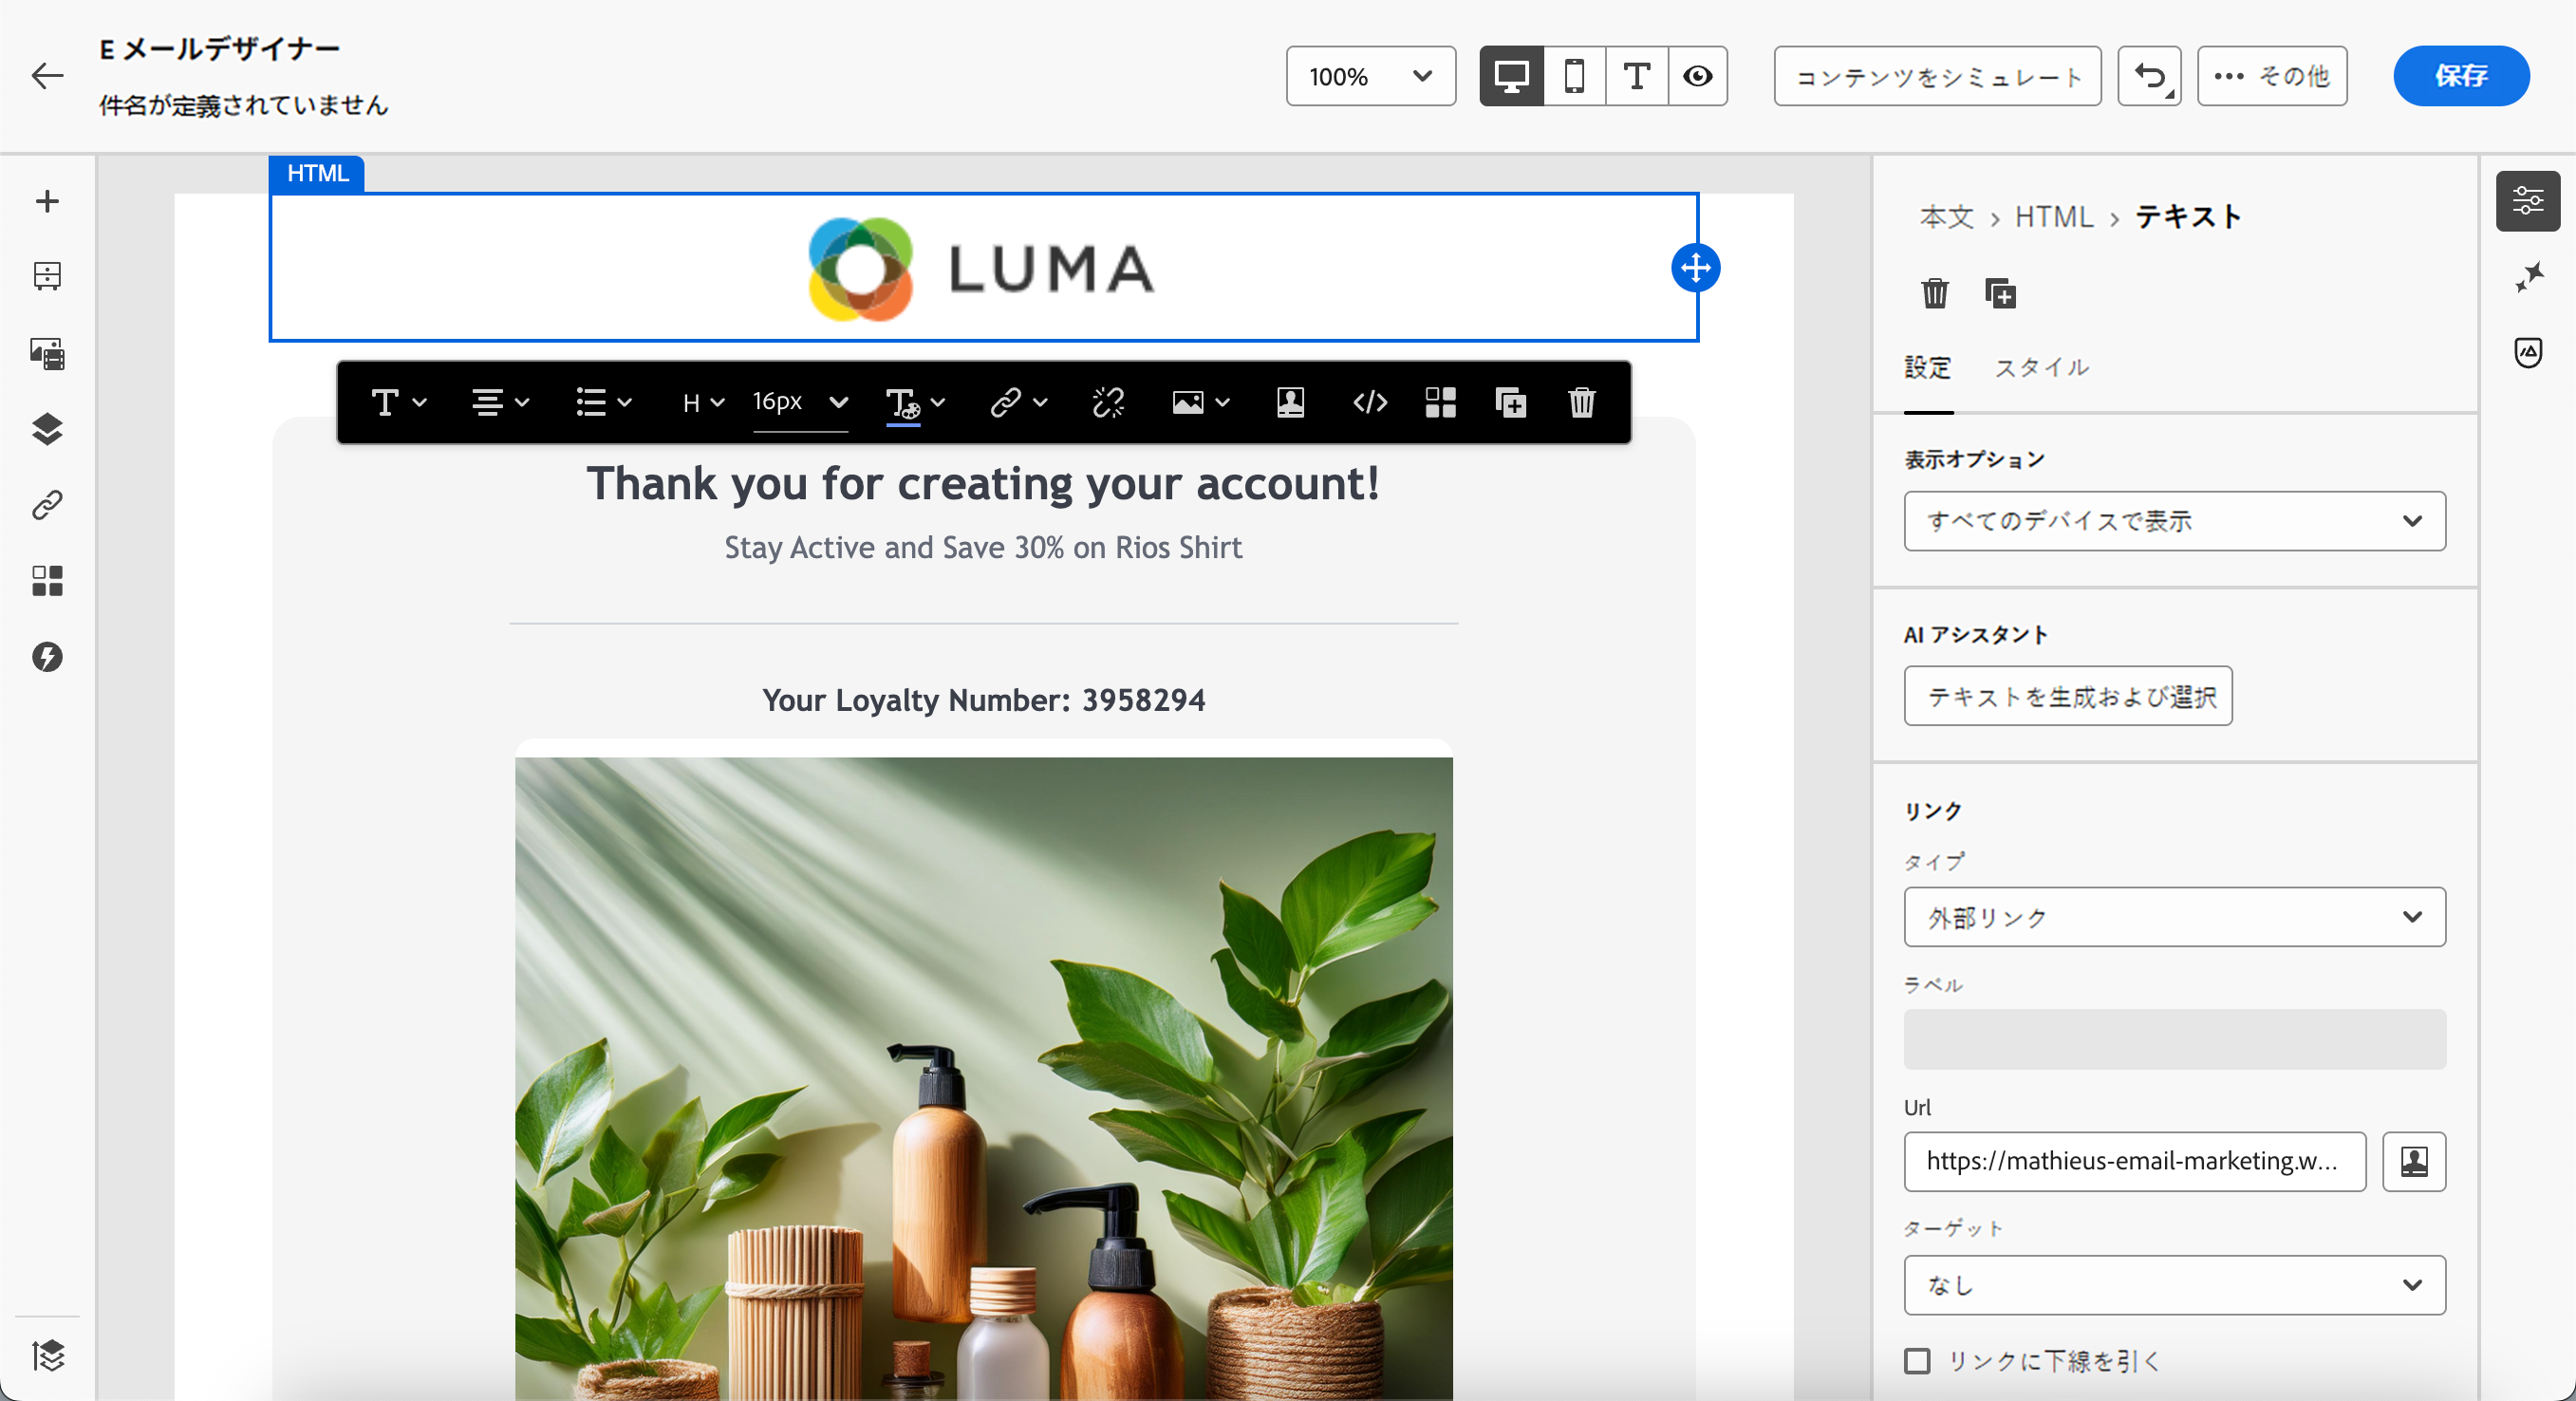 E メールデザイナー
件名が定義されていません
100%
コンテンツをシミュレート
その他
保存
HTML
LUMA
H
16px
Thank you for creating your account!
Stay Active and Save 30% on Rios Shirt
Your Loyalty Number: 3958294
本文 › HTML › テキスト
設定
スタイル
表示オプション
すべてのデバイスで表示
AI アシスタント
テキストを生成および選択
リンク
タイプ
外部リンク
ラベル
Url
https://mathieus-email-marketing.w...
ターゲット
なし
リンクに下線を引く